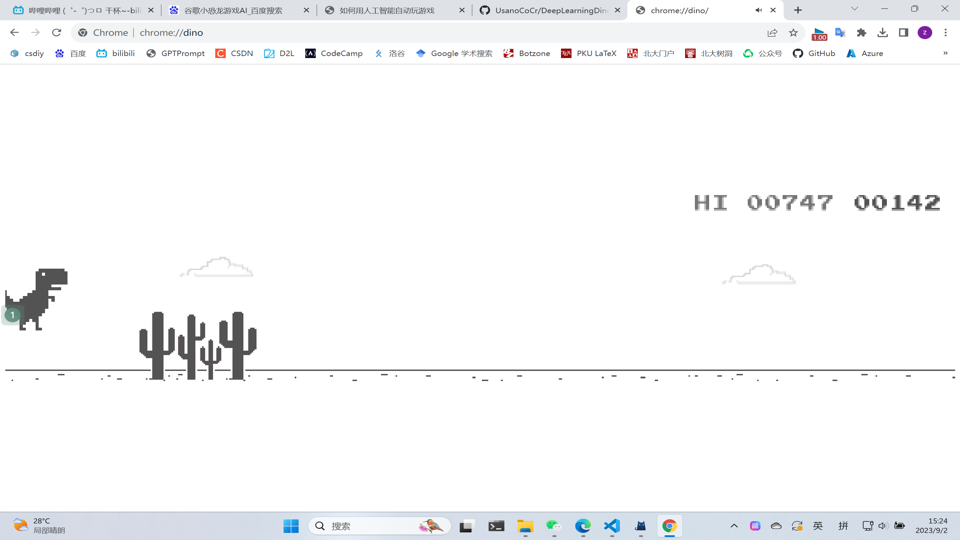 哔哩哔哩 (゜-゜)つロ 干杯~-bili
谷歌小恐龙游戏AI_百度搜索
如何用人工智能自动玩游戏
UsanoCoCr/DeepLearningDin
chrome://dino/
Chrome | chrome://dino
1.00
z
csdiy
百度
bilibili
GPTPrompt
CSDN
D2L
CodeCamp
洛谷
Google 学术搜索
Botzone
PKU LaTeX
北大门户
北大树洞
公众号
GitHub
Azure
»
HI 00747 00142
1
28°C
局部晴朗
搜索
英
拼
15:24
2023/9/2